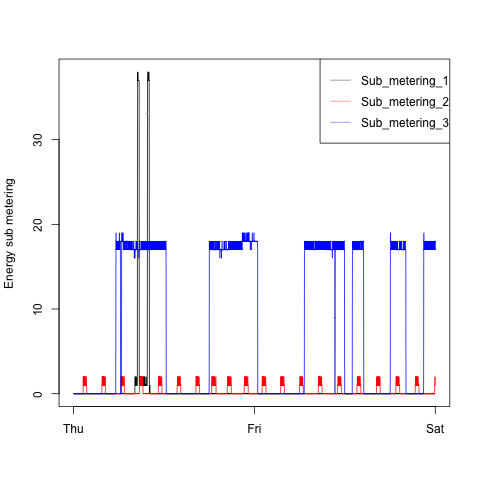 Sub_metering_1
Sub_metering_2
Sub_metering_3
Energy sub metering
30
20
10
0
Thu
Fri
Sat